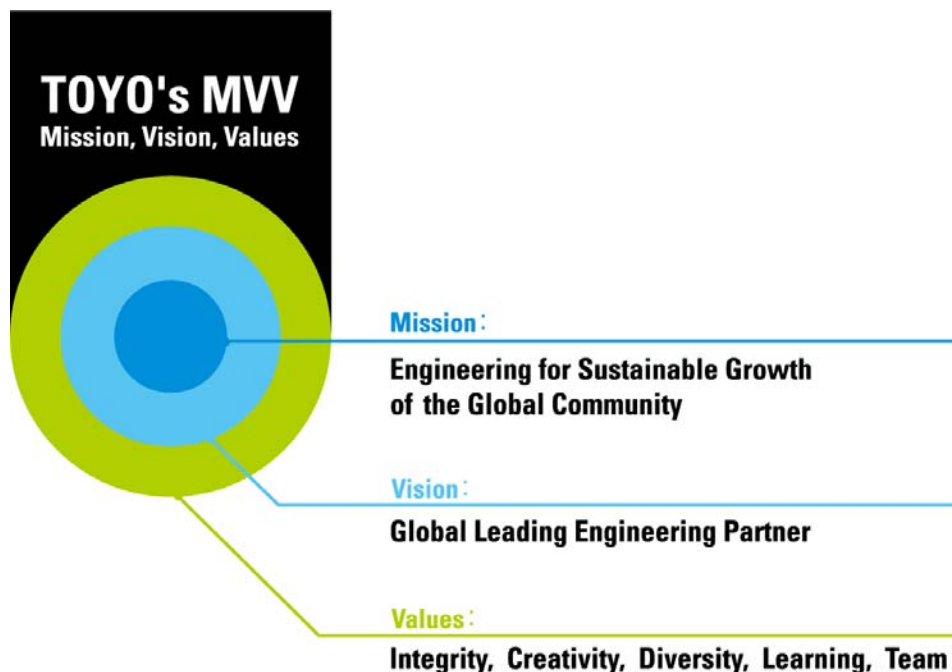 TOYO's MVV
Mission, Vision, Values
Mission:
Engineering for Sustainable Growth
of the Global Community
Vision:
Global Leading Engineering Partner
Values:
Integrity, Creativity, Diversity, Learning, Team